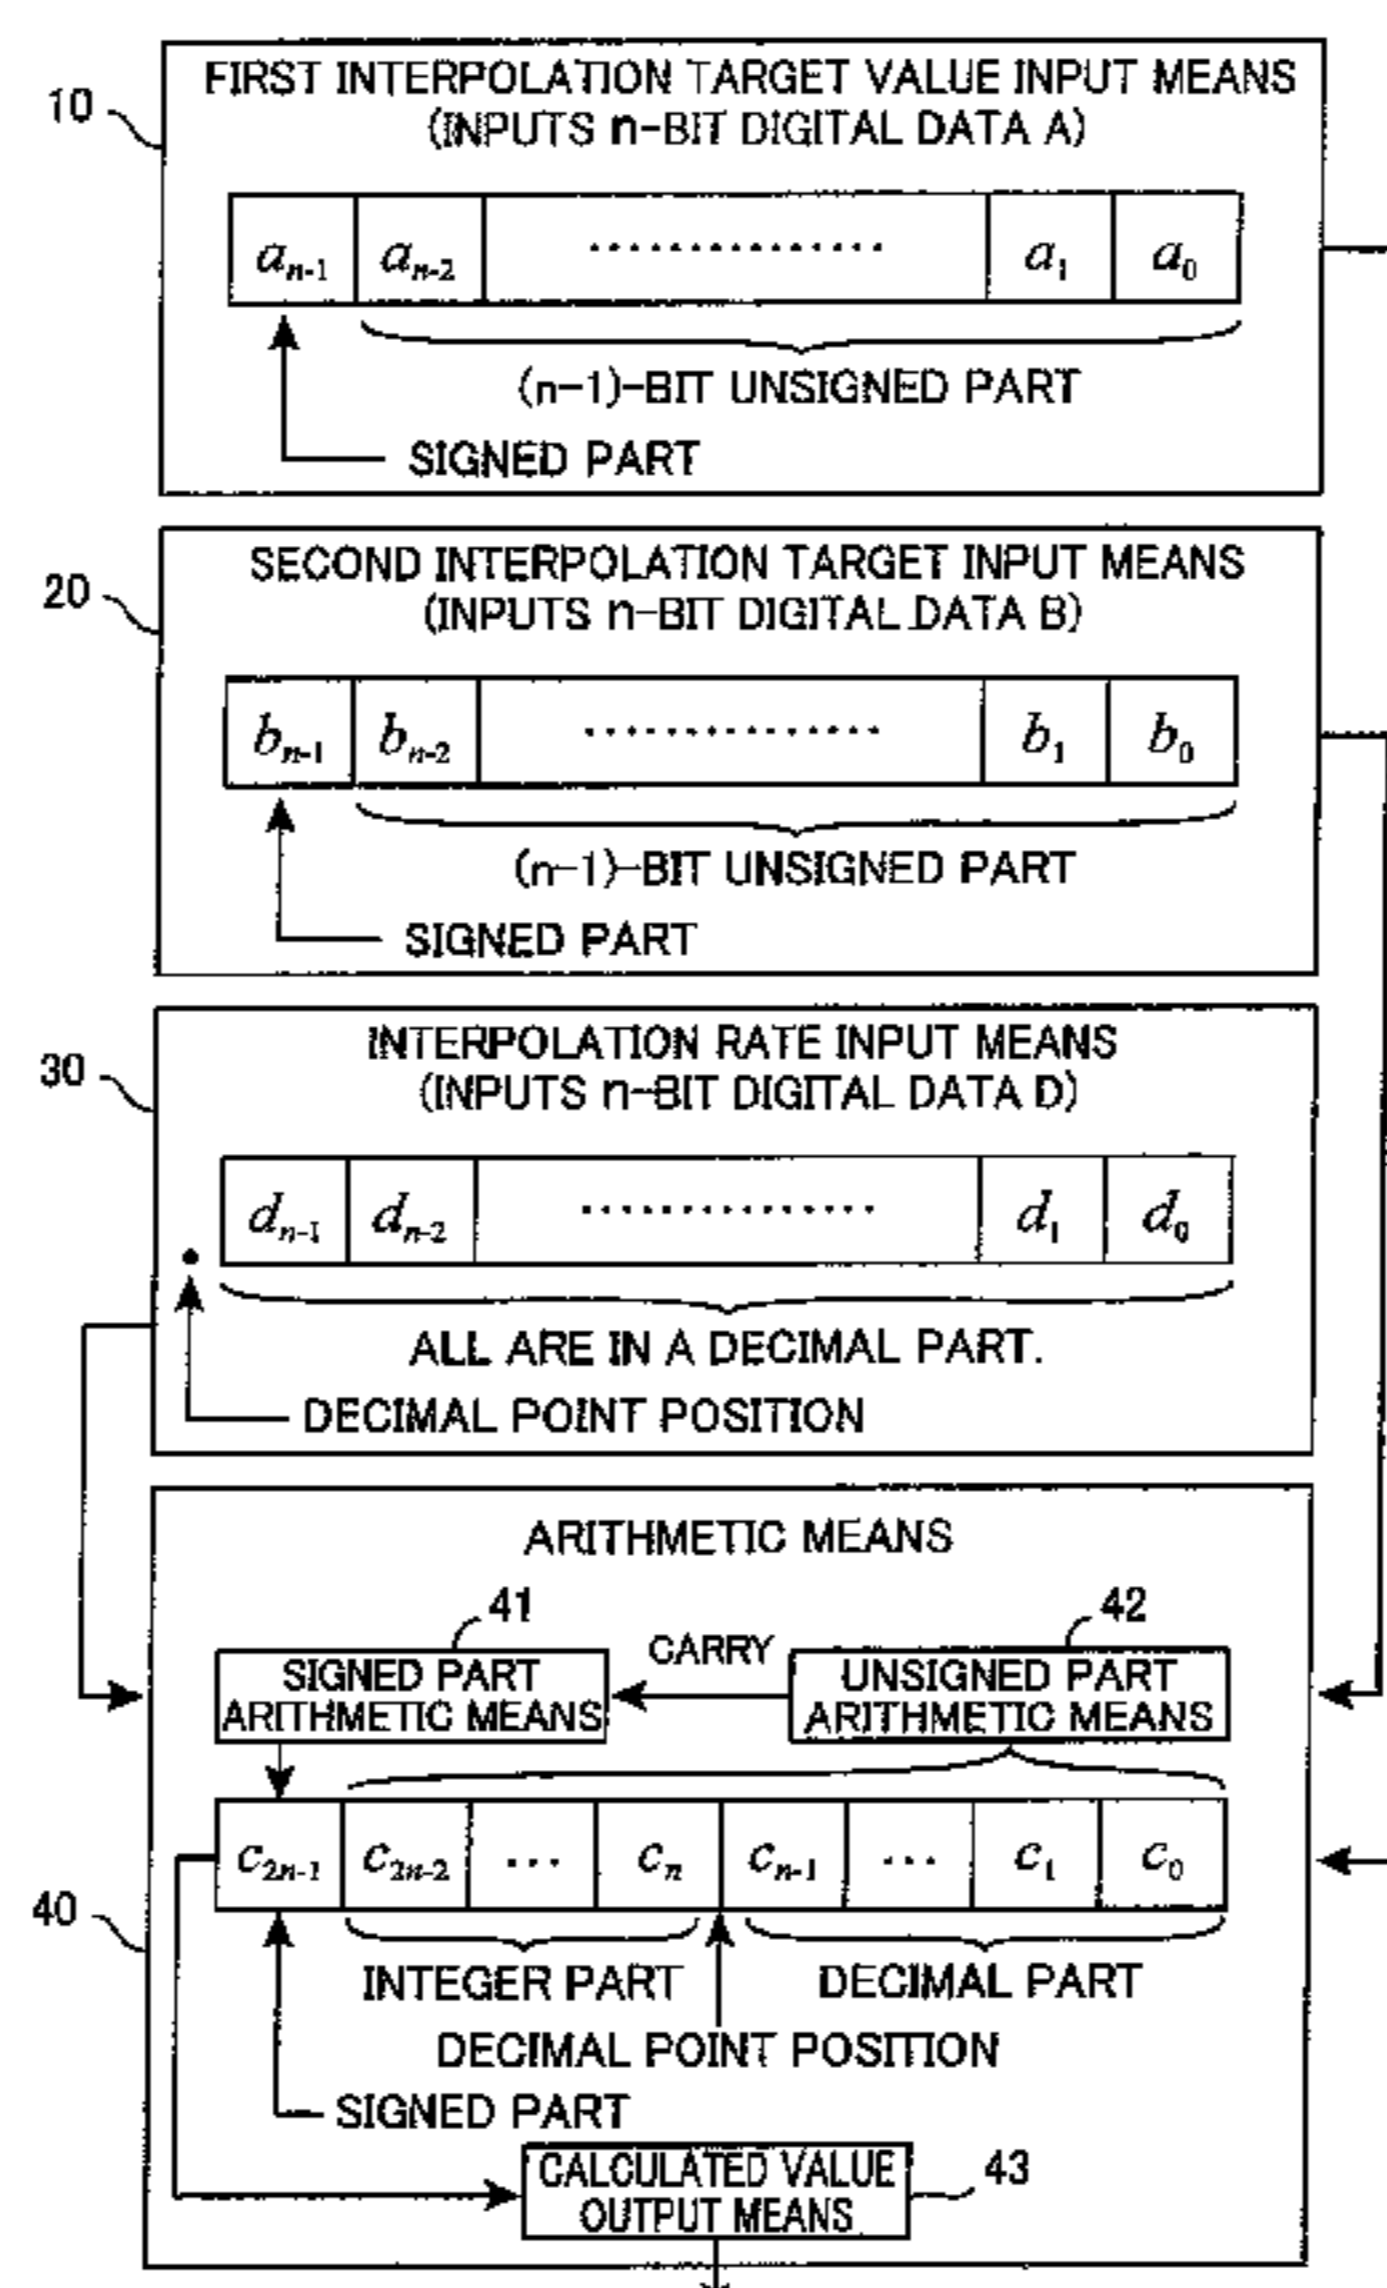 FIRST INTERPOLATION TARGET VALUE INPUT MEANS
(INPUTS n-BIT DIGITAL DATA A)
10
a_{n-1} a_{n-2} ............... a_1 a_0
(n-1)-BIT UNSIGNED PART
SIGNED PART
SECOND INTERPOLATION TARGET INPUT MEANS
(INPUTS n-BIT DIGITAL DATA B)
20
b_{n-1} b_{n-2} ............... b_1 b_0
(n-1)-BIT UNSIGNED PART
SIGNED PART
INTERPOLATION RATE INPUT MEANS
(INPUTS n-BIT DIGITAL DATA D)
30
d_{n-1} d_{n-2} ............... d_1 d_0
ALL ARE IN A DECIMAL PART.
DECIMAL POINT POSITION
ARITHMETIC MEANS
41
42
CARRY
SIGNED PART
ARITHMETIC MEANS
UNSIGNED PART
ARITHMETIC MEANS
c_{2n-1} c_{2n-2} ... c_n c_{n-1} ... c_1 c_0
40
INTEGER PART
DECIMAL PART
DECIMAL POINT POSITION
SIGNED PART
CALCULATED VALUE
OUTPUT MEANS
43